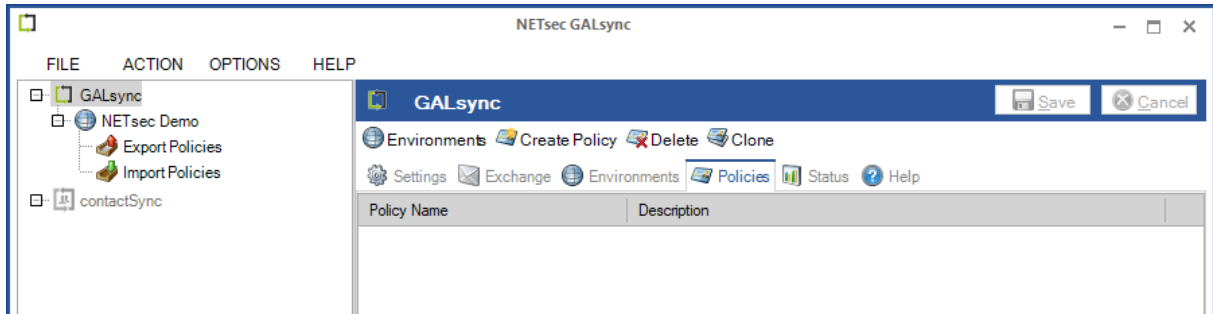 NETsec GALsync
FILE ACTION OPTIONS HELP
GALsync
NETsec Demo
Export Policies
Import Policies
contactSync
GALsync
Save Cancel
Environments Create Policy Delete Clone
Settings Exchange Environments Policies Status Help
Policy Name Description